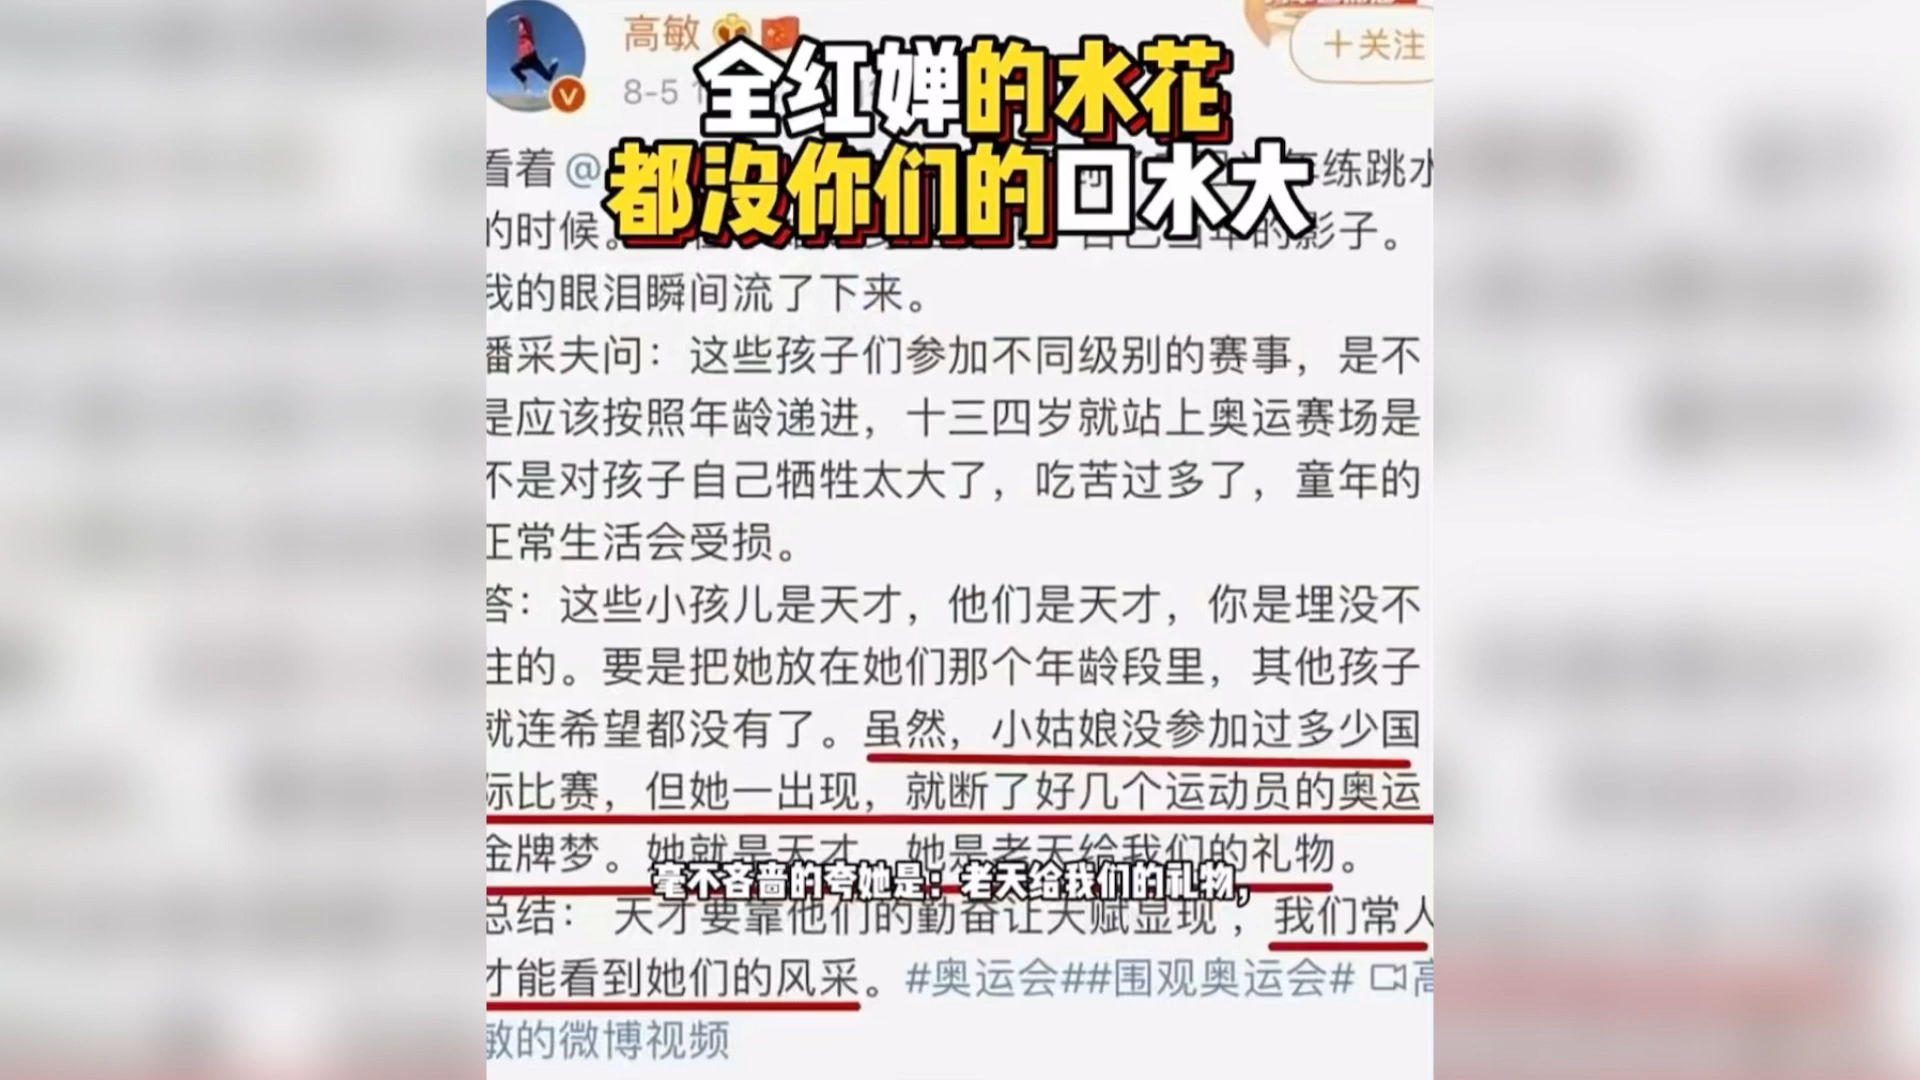 高敏
+关注
8-5
全红婵的水花
都没你们的口水大
看着@
年练跳水
的时候。
自己当年的影子。
我的眼泪瞬间流了下来。
潘采夫问：这些孩子们参加不同级别的赛事，是不
是应该按照年龄递进，十三四岁就站上奥运赛场是
不是对孩子自己牺牲太大了，吃苦过多了，童年的
正常生活会受损。
答：这些小孩儿是天才，他们是天才，你是埋没不
住的。要是把她放在她们那个年龄段里，其他孩子
就连希望都没有了。虽然，小姑娘没参加过多少国
际比赛，但她一出现，就断了好几个运动员的奥运
金牌梦。她就是天才，她是老天给我们的礼物。
毫不吝啬的夸她是：“老天给我们的礼物，
总结：天才要靠他们的勤奋让天赋显现，我们常人
才能看到她们的风采。#奥运会##围观奥运会#高
敏的微博视频